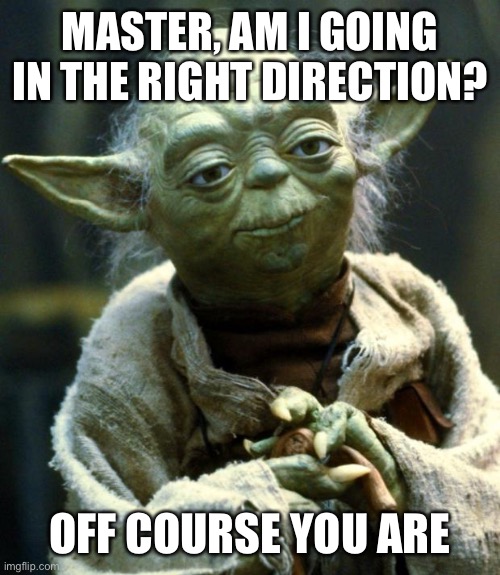 MASTER, AM I GOING
IN THE RIGHT DIRECTION?
OFF COURSE YOU ARE
imgflip.com